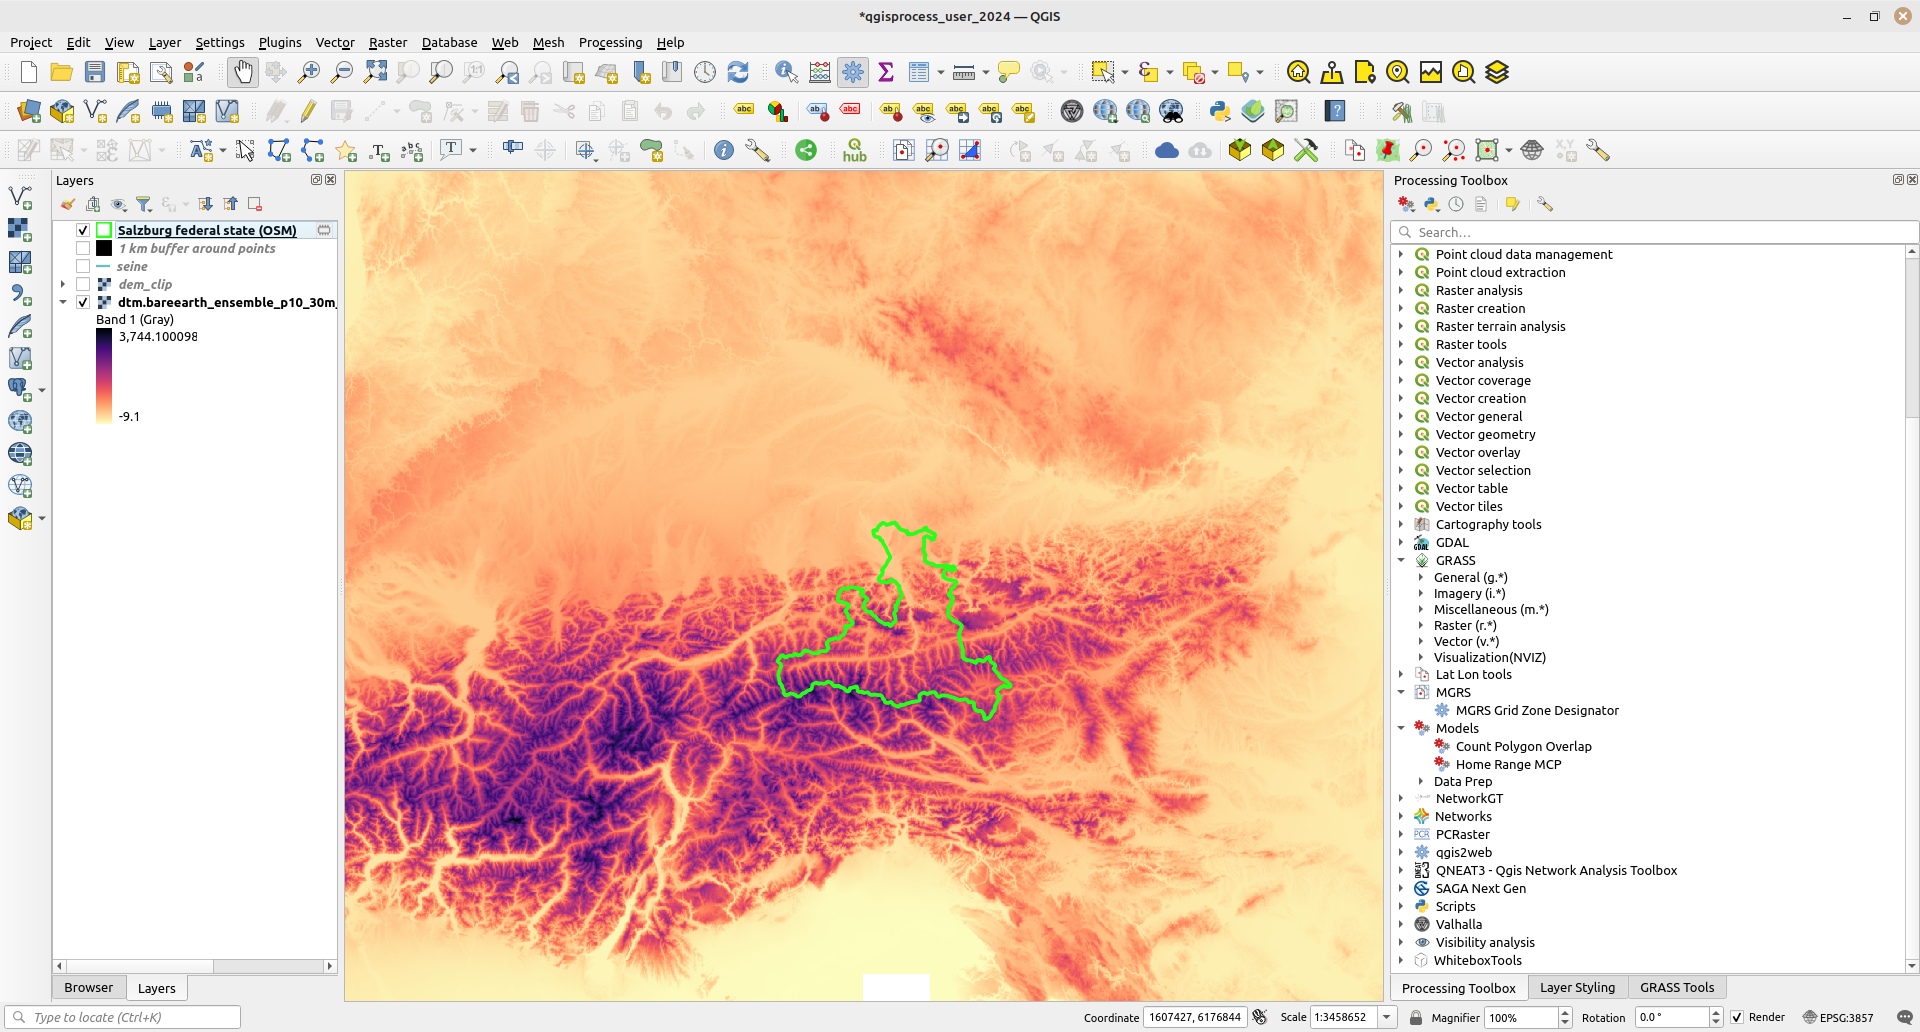 *qgisprocess_user_2024 — QGIS
Project Edit View Layer Settings Plugins Vector Raster Database Web Mesh Processing Help
Layers
Salzburg federal state (OSM)
1 km buffer around points
seine
dem_clip
dtm.bareearth_ensemble_p10_30m_
Band 1 (Gray)
3,744.100098
-9.1
Browser
Layers
Processing Toolbox
Search…
Point cloud data management
Point cloud extraction
Raster analysis
Raster creation
Raster terrain analysis
Raster tools
Vector analysis
Vector coverage
Vector creation
Vector general
Vector geometry
Vector overlay
Vector selection
Vector table
Vector tiles
Cartography tools
GDAL
GRASS
General (g.*)
Imagery (i.*)
Miscellaneous (m.*)
Raster (r.*)
Vector (v.*)
Visualization(NVIZ)
Lat Lon tools
MGRS
MGRS Grid Zone Designator
Models
Count Polygon Overlap
Home Range MCP
Data Prep
NetworkGT
Networks
PCRaster
qgis2web
QNEAT3 - Qgis Network Analysis Toolbox
SAGA Next Gen
Scripts
Valhalla
Visibility analysis
WhiteboxTools
Processing Toolbox
Layer Styling
GRASS Tools
Type to locate (Ctrl+K)
Coordinate 1607427, 6176844
Scale 1:3458652
Magnifier 100%
Rotation 0.0 °
Render
EPSG:3857